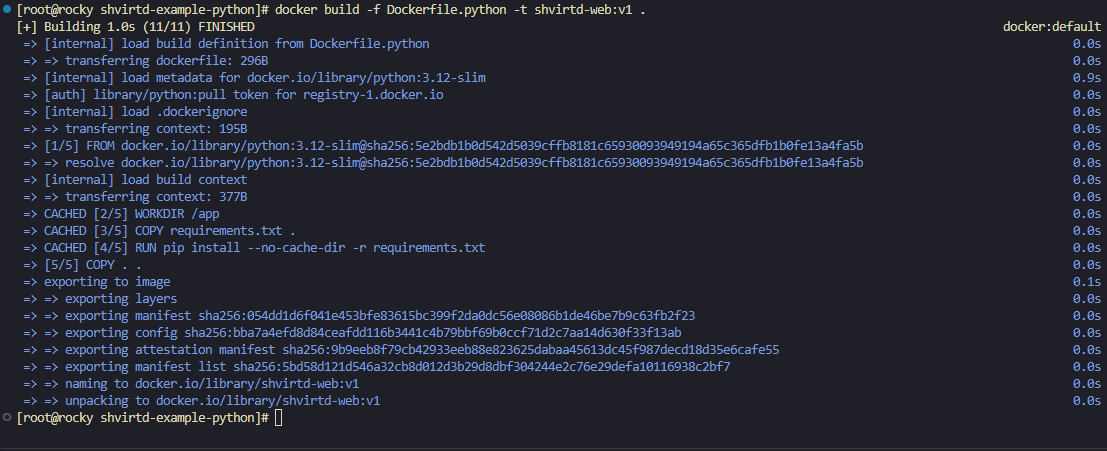 [root@rocky shvirtd-example-python]# docker build -f Dockerfile.python -t shvirtd-web:v1 .
[+] Building 1.0s (11/11) FINISHED docker:default
=> [internal] load build definition from Dockerfile.python 0.0s
=> => transferring dockerfile: 296B 0.0s
=> [internal] load metadata for docker.io/library/python:3.12-slim 0.9s
=> [auth] library/python:pull token for registry-1.docker.io 0.0s
=> [internal] load .dockerignore 0.0s
=> => transferring context: 195B 0.0s
=> [1/5] FROM docker.io/library/python:3.12-slim@sha256:5e2bdb1b0d542d5039cffb8181c65930093949194a65c365dfb1b0fe13a4fa5b 0.0s
=> => resolve docker.io/library/python:3.12-slim@sha256:5e2bdb1b0d542d5039cffb8181c65930093949194a65c365dfb1b0fe13a4fa5b 0.0s
=> [internal] load build context 0.0s
=> => transferring context: 377B 0.0s
=> CACHED [2/5] WORKDIR /app 0.0s
=> CACHED [3/5] COPY requirements.txt . 0.0s
=> CACHED [4/5] RUN pip install --no-cache-dir -r requirements.txt 0.0s
=> [5/5] COPY . . 0.0s
=> exporting to image 0.1s
=> => exporting layers 0.0s
=> => exporting manifest sha256:054dd1d6f041e453bfe83615bc399f2da0dc56e08086b1de46be7b9c63fb2f23 0.0s
=> => exporting config sha256:bba7a4efd8d84ceafdd116b3441c4b79bbf69b0ccf71d2c7aa14d630f33f13ab 0.0s
=> => exporting attestation manifest sha256:9b9eeb8f79cb42933eeb88e823625dabaa45613dc45f987decd18d35e6cafe55 0.0s
=> => exporting manifest list sha256:5bd58d121d546a32cb8d012d3b29d8dbf304244e2c76e29defa10116938c2bf7 0.0s
=> => naming to docker.io/library/shvirtd-web:v1 0.0s
=> => unpacking to docker.io/library/shvirtd-web:v1 0.0s
[root@rocky shvirtd-example-python]#